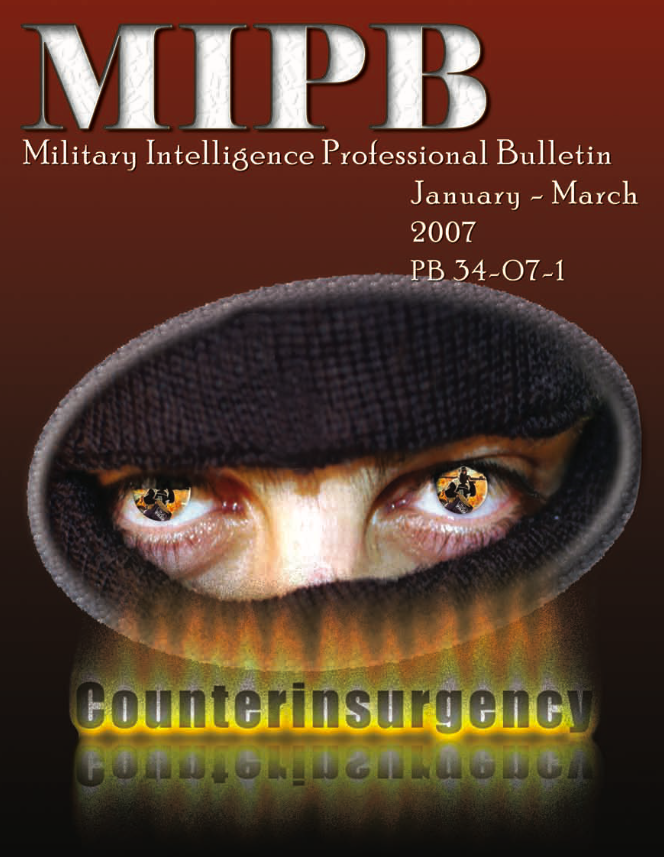 MIPB
Military Intelligence Professional Bulletin
January - March
2007
PB 34-07-1
Counterinsurgency